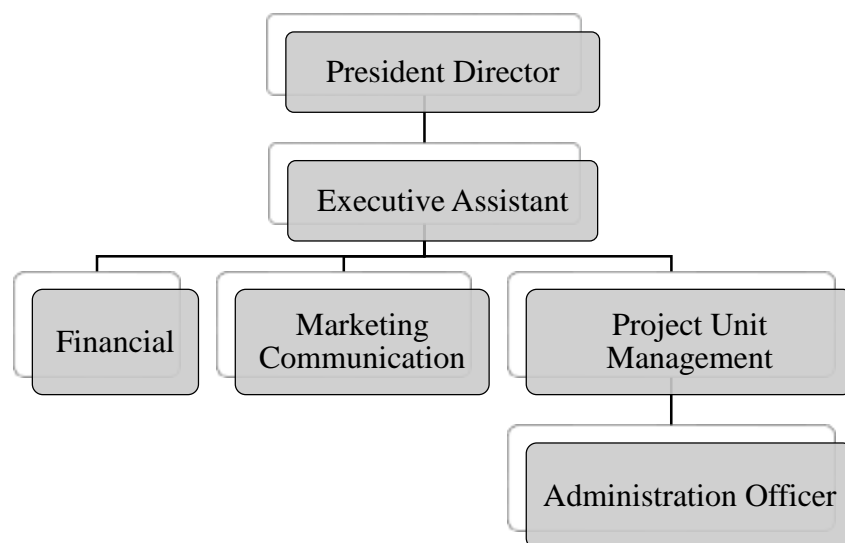 President Director
Executive Assistant
Financial
Marketing
Communication
Project Unit
Management
Administration Officer